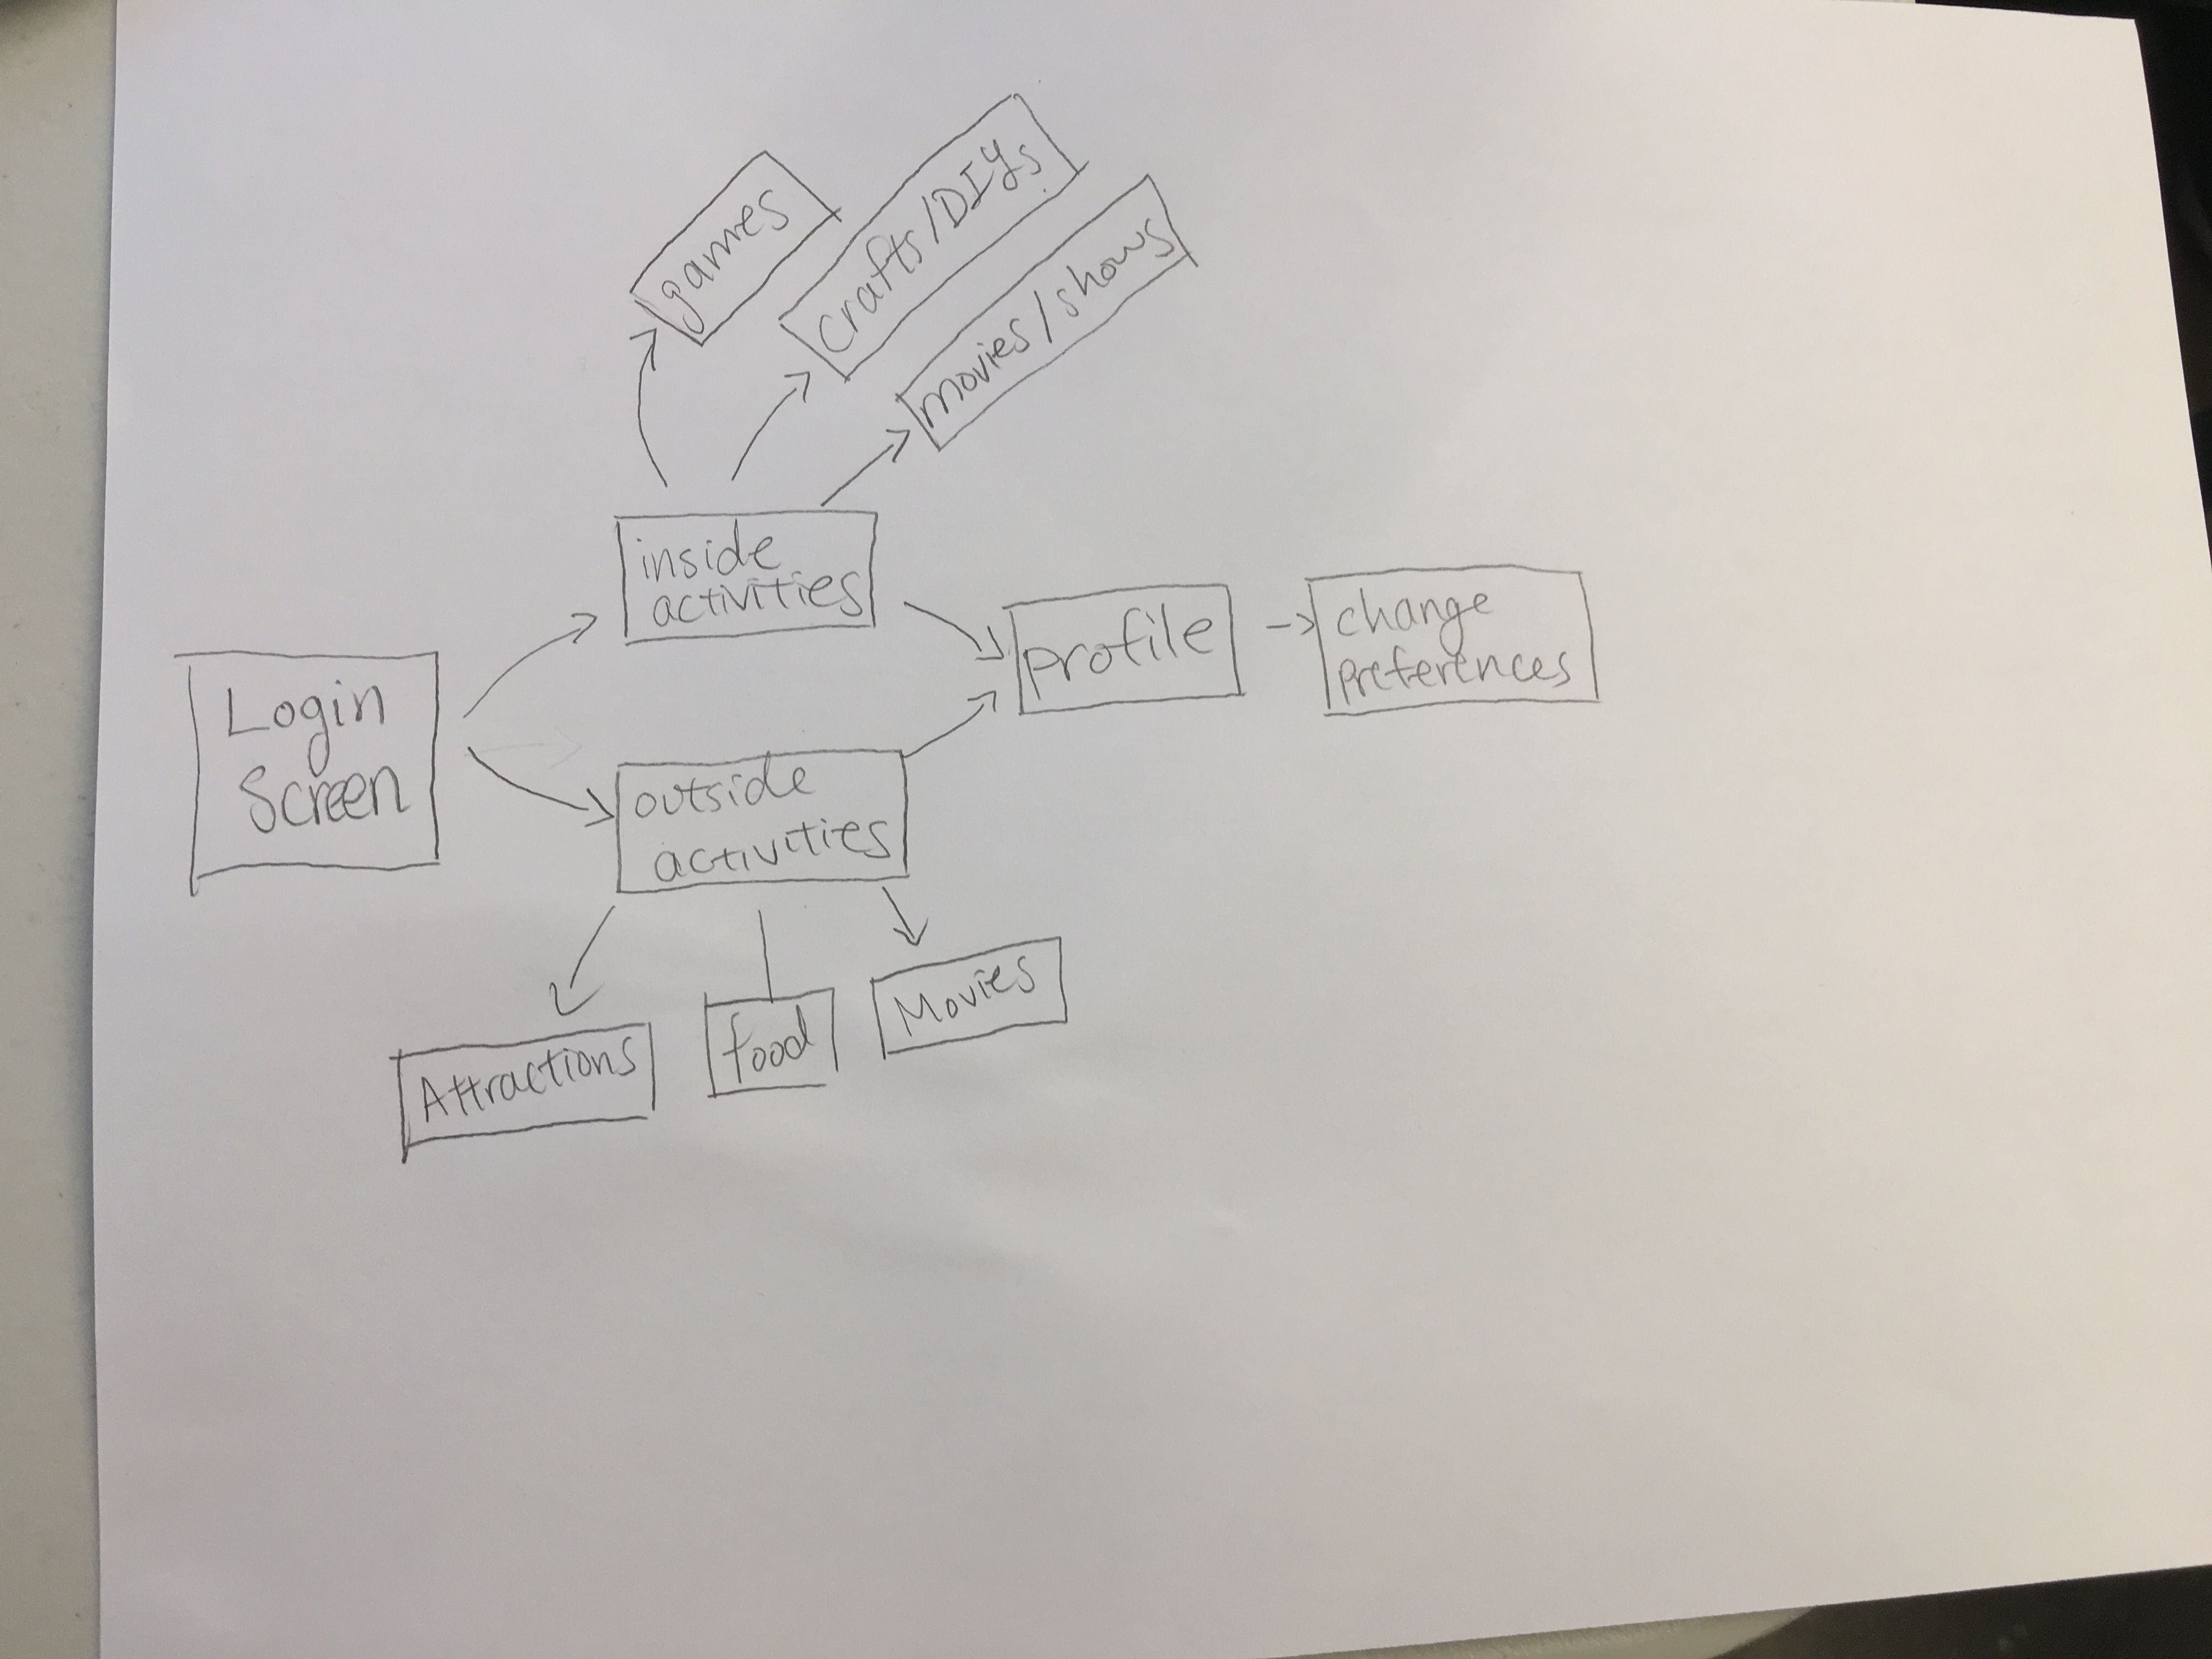 games
crafts/DIYs
movies/shows
inside
activities
profile
change
preferences
Login
Screen
outside
activities
Attractions
food
Movies